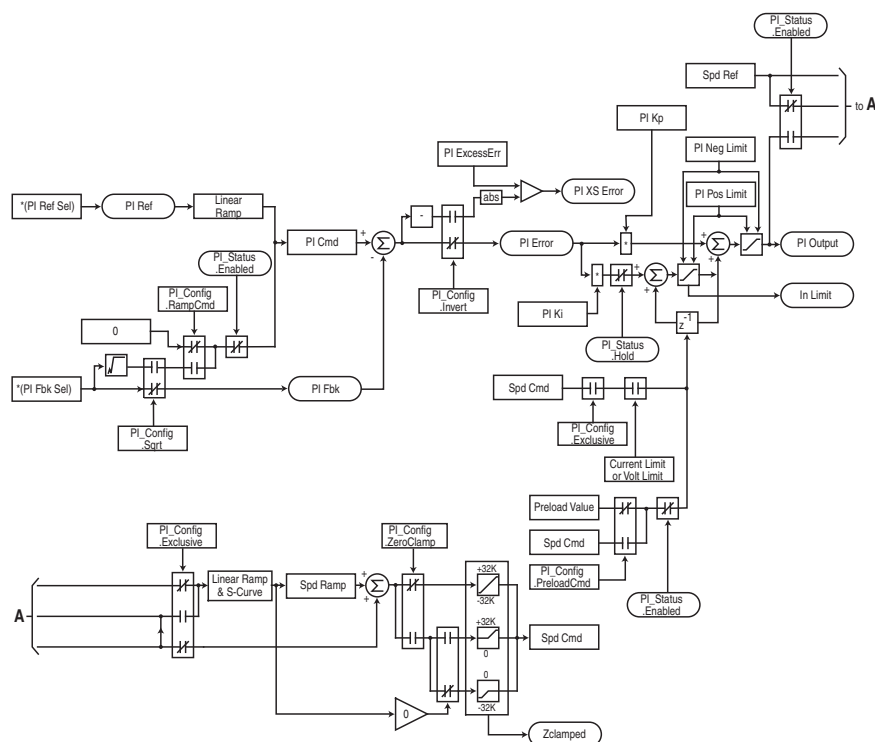 PI_Status
.Enabled
Spd Ref
to A
PI Kp
PI Neg Limit
PI ExcessErr
PI Pos Limit
abs
PI XS Error
*(PI Ref Sel)
PI Ref
Linear
Ramp
-
PI Cmd
+
Σ
-
PI Error
*
+
Σ
+
PI Output
PI_Status
.Enabled
*
+
Σ
+
In Limit
PI_Config
.RampCmd
PI_Config
.Invert
PI Ki
z-1
0
PI_Status
.Hold
*(PI Fbk Sel)
PI Fbk
Spd Cmd
PI_Config
.Sqrt
PI_Config
.Exclusive
Current Limit
or Volt Limit
Preload Value
PI_Config
.Exclusive
PI_Config
.ZeroClamp
Spd Cmd
+32K
-32K
PI_Config
.PreloadCmd
Linear Ramp
& S-Curve
Spd Ramp
+
Σ
+
PI_Status
.Enabled
A
+32K
0
Spd Cmd
0
-32K
0
Zclamped